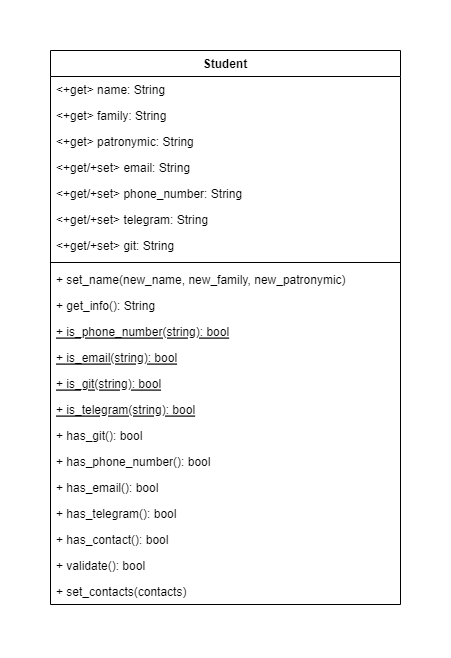 Student
<+get> name: String
<+get> family: String
<+get> patronymic: String
<+get/+set> email: String
<+get/+set> phone_number: String
<+get/+set> telegram: String
<+get/+set> git: String
+ set_name(new_name, new_family, new_patronymic)
+ get_info(): String
+ is_phone_number(string): bool
+ is_email(string): bool
+ is_git(string): bool
+ is_telegram(string): bool
+ has_git(): bool
+ has_phone_number(): bool
+ has_email(): bool
+ has_telegram(): bool
+ has_contact(): bool
+ validate(): bool
+ set_contacts(contacts)